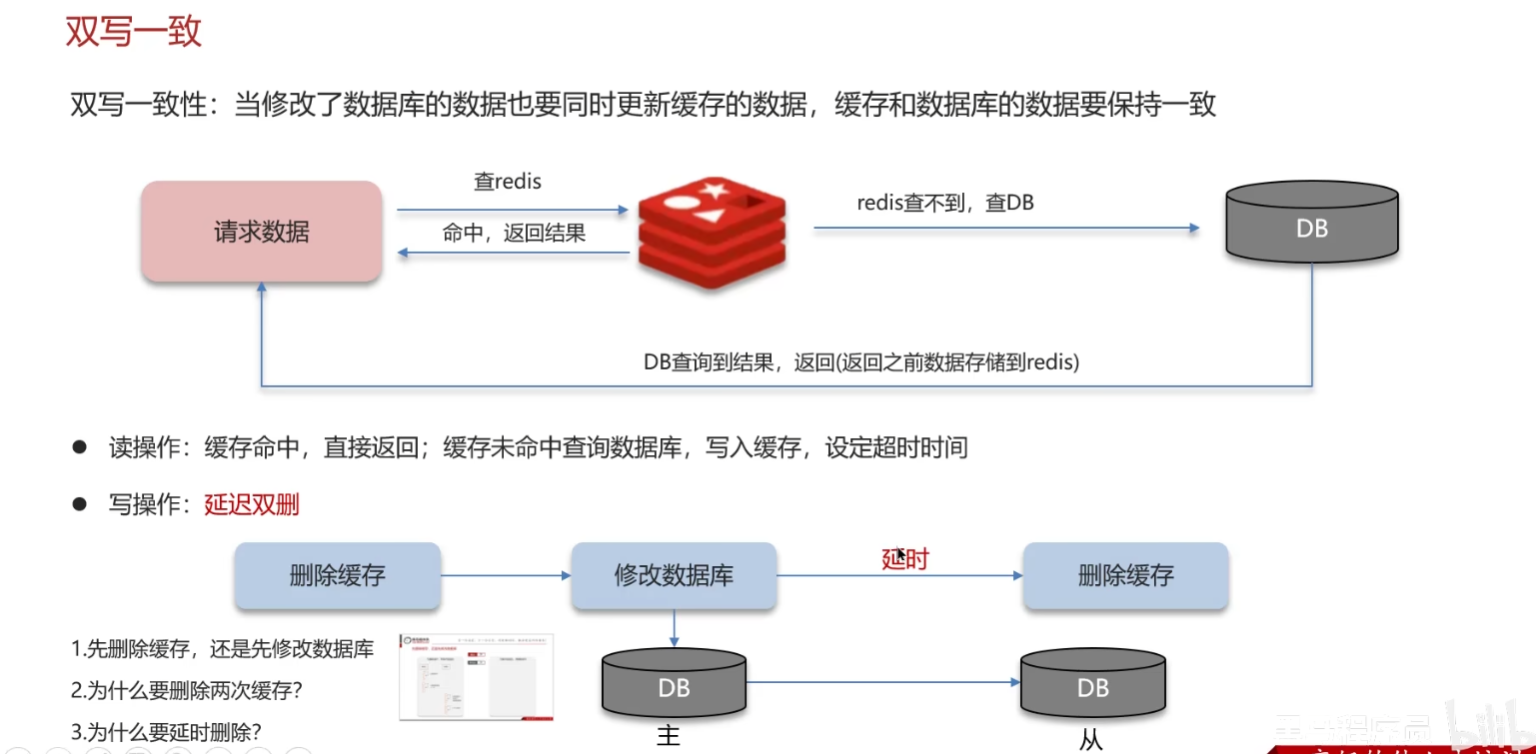 双写一致
双写一致性：当修改了数据库的数据也要同时更新缓存的数据，缓存和数据库的数据要保持一致
请求数据
查redis
命中，返回结果
redis查不到，查DB
DB
DB查询到结果，返回(返回之前数据存储到redis)
● 读操作：缓存命中，直接返回；缓存未命中查询数据库，写入缓存，设定超时时间
● 写操作：延迟双删
删除缓存
修改数据库
延时
删除缓存
1.先删除缓存，还是先修改数据库
2.为什么要删除两次缓存？
3.为什么要延时删除？
DB
主
DB
从